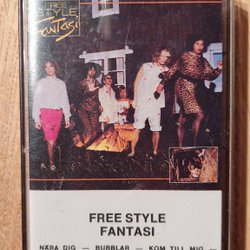 FREE
STYLE
Fantasi
FREE STYLE
FANTASI
NÄRA DIG — BUBBLAR — KOM TILL MIG —